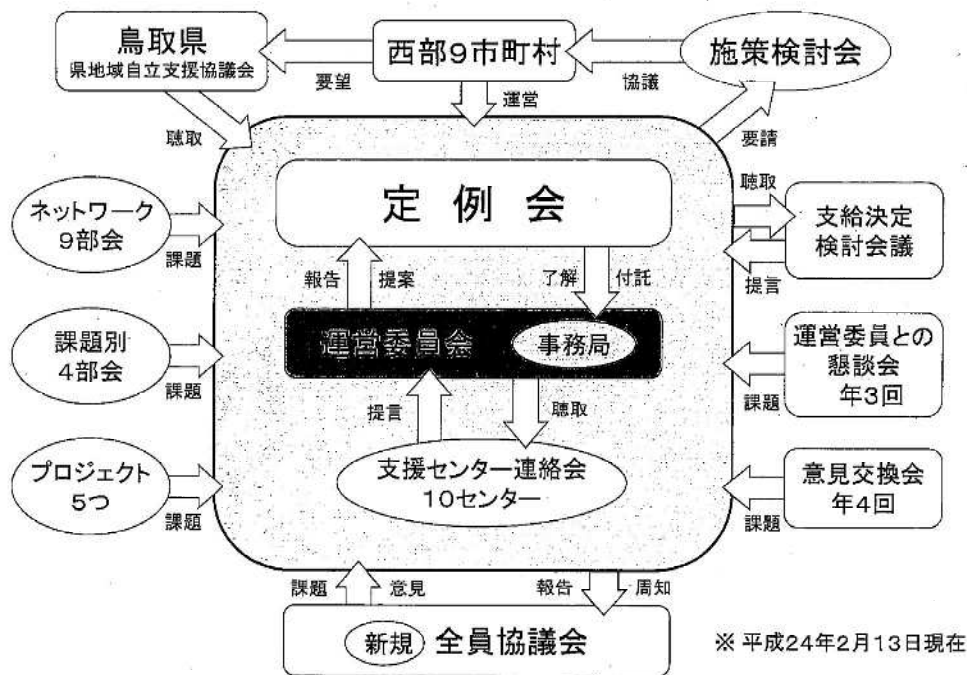 鳥取県
県地域自立支援協議会
要望
西部9市町村
協議
施策検討会
聴取
運営
要請
定例会
ネットワーク
9部会
課題
聴取
支給決定
検討会議
提言
報告
提案
了解
付託
運営委員会
事務局
課題別
4部会
課題
運営委員との
懇談会
年3回
課題
提言
聴取
支援センター連絡会
10センター
プロジェクト
5つ
課題
意見交換会
年4回
課題
課題
意見
報告
周知
新規
全員協議会
※平成24年2月13日現在